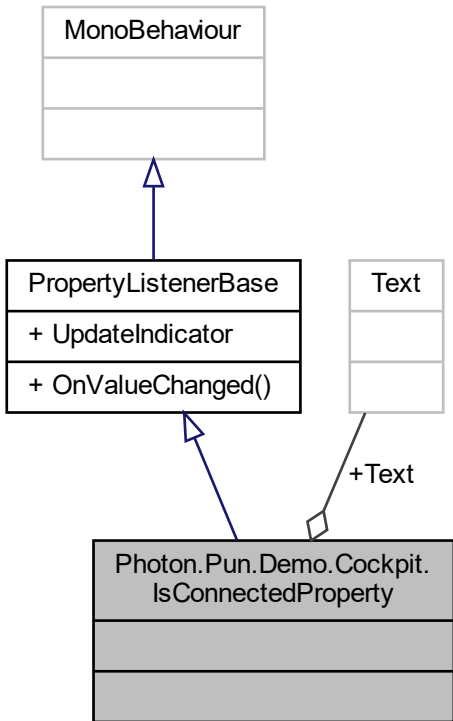 MonoBehaviour
PropertyListenerBase
+ UpdateIndicator
+ OnValueChanged()
Text
+Text
Photon.Pun.Demo.Cockpit.
IsConnectedProperty